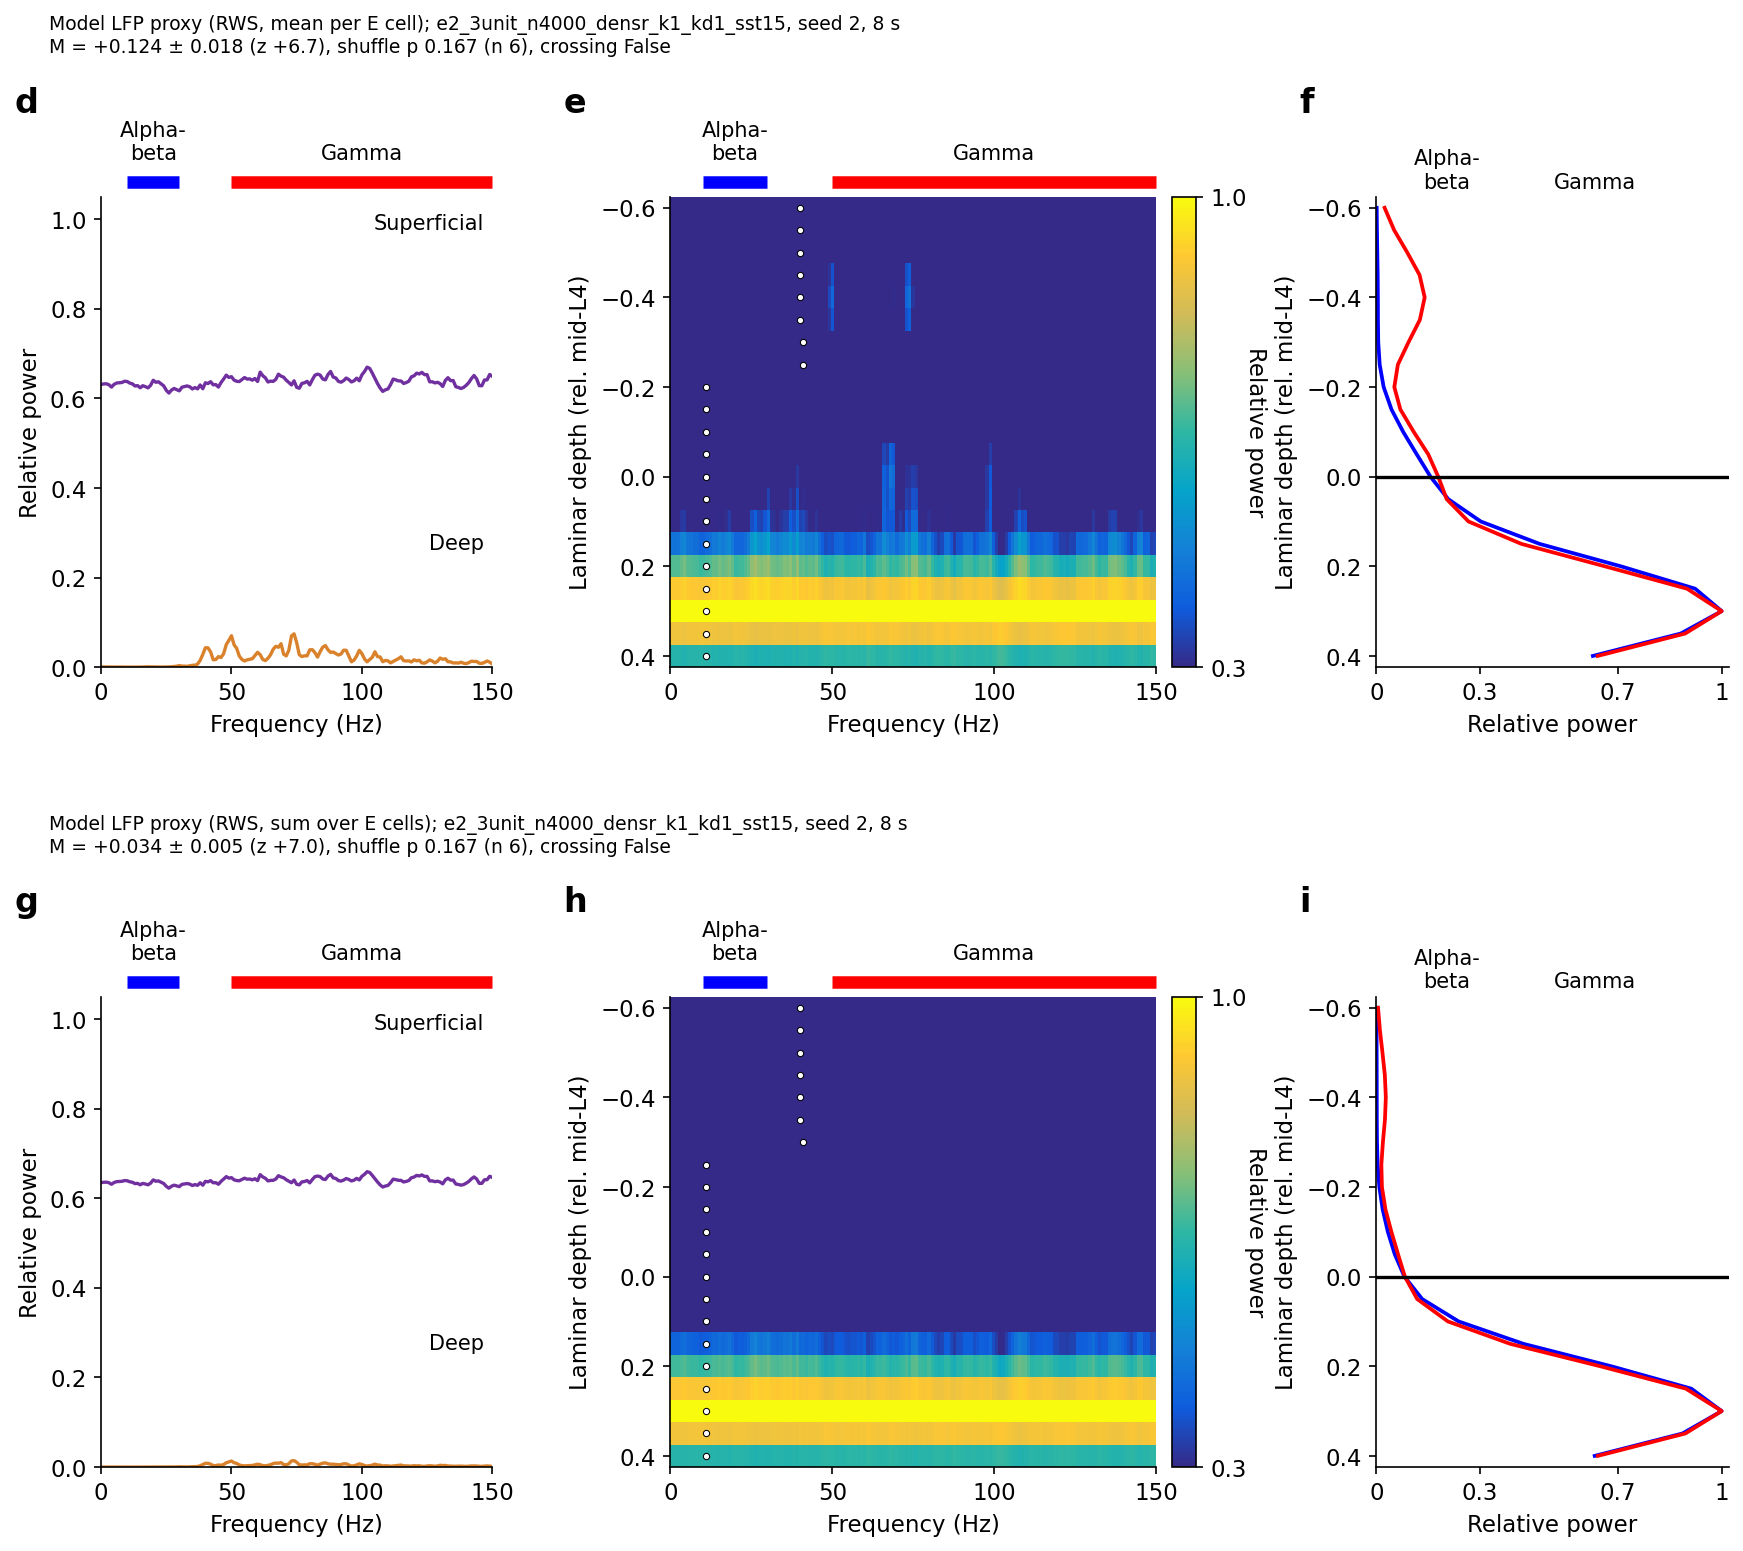 Model LFP proxy (RWS, mean per E cell); e2_3unit_n4000_densr_k1_kd1_sst15, seed 2, 8 s
M = +0.124 ± 0.018 (z +6.7), shuffle p 0.167 (n 6), crossing False
d
Alpha-
beta
Gamma
Superficial
Deep
Relative power
1.0
0.8
0.6
0.4
0.2
0.0
0
50
100
150
Frequency (Hz)
e
Alpha-
beta
Gamma
Laminar depth (rel. mid-L4)
−0.6
−0.4
−0.2
0.0
0.2
0.4
0
50
100
150
Frequency (Hz)
1.0
0.3
Relative power
f
Alpha-
beta
Gamma
Laminar depth (rel. mid-L4)
−0.6
−0.4
−0.2
0.0
0.2
0.4
0
0.3
0.7
1
Relative power
Model LFP proxy (RWS, sum over E cells); e2_3unit_n4000_densr_k1_kd1_sst15, seed 2, 8 s
M = +0.034 ± 0.005 (z +7.0), shuffle p 0.167 (n 6), crossing False
g
Alpha-
beta
Gamma
Superficial
Deep
Relative power
1.0
0.8
0.6
0.4
0.2
0.0
0
50
100
150
Frequency (Hz)
h
Alpha-
beta
Gamma
Laminar depth (rel. mid-L4)
−0.6
−0.4
−0.2
0.0
0.2
0.4
0
50
100
150
Frequency (Hz)
1.0
0.3
Relative power
i
Alpha-
beta
Gamma
Laminar depth (rel. mid-L4)
−0.6
−0.4
−0.2
0.0
0.2
0.4
0
0.3
0.7
1
Relative power